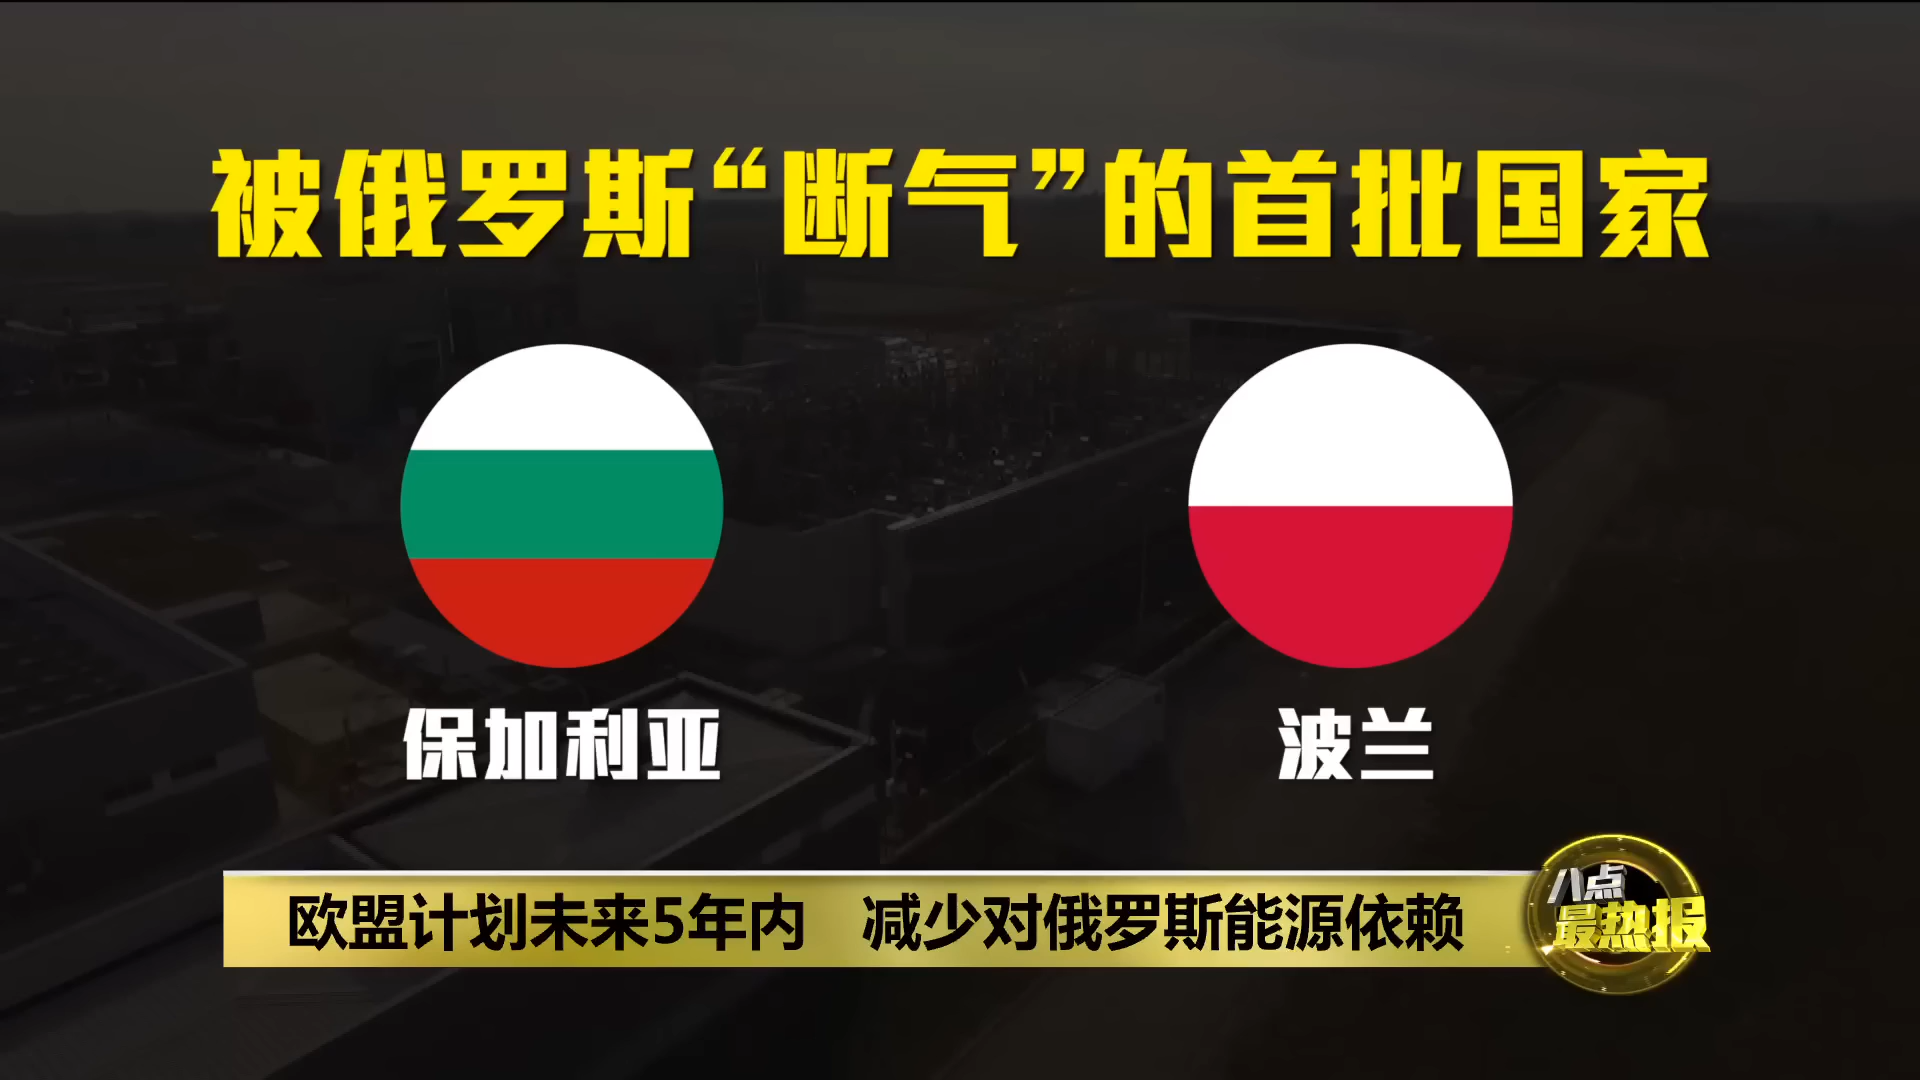 被俄罗斯“断气”的首批国家
保加利亚
波兰
欧盟计划未来5年内 减少对俄罗斯能源依赖
八点
最热报